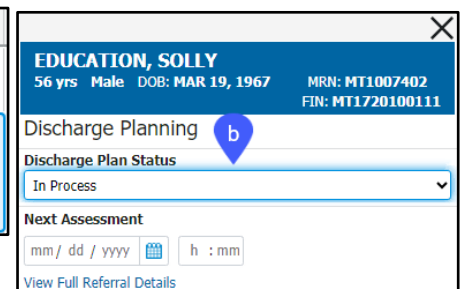 EDUCATION, SOLLY
56 yrs Male DOB: MAR 19, 1967 MRN: MT1007402
FIN: MT1720100111
Discharge Planning
b
Discharge Plan Status
In Process
Next Assessment
mm/ dd / yyyy h : mm
View Full Referral Details